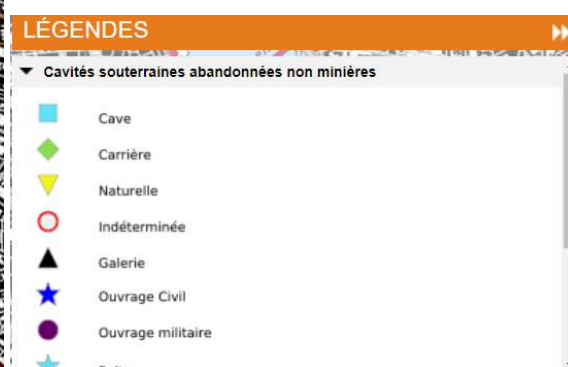 LÉGENDES
Cavités souterraines abandonnées non minières
Cave
Carrière
Naturelle
Indéterminée
Galerie
Ouvrage Civil
Ouvrage militaire